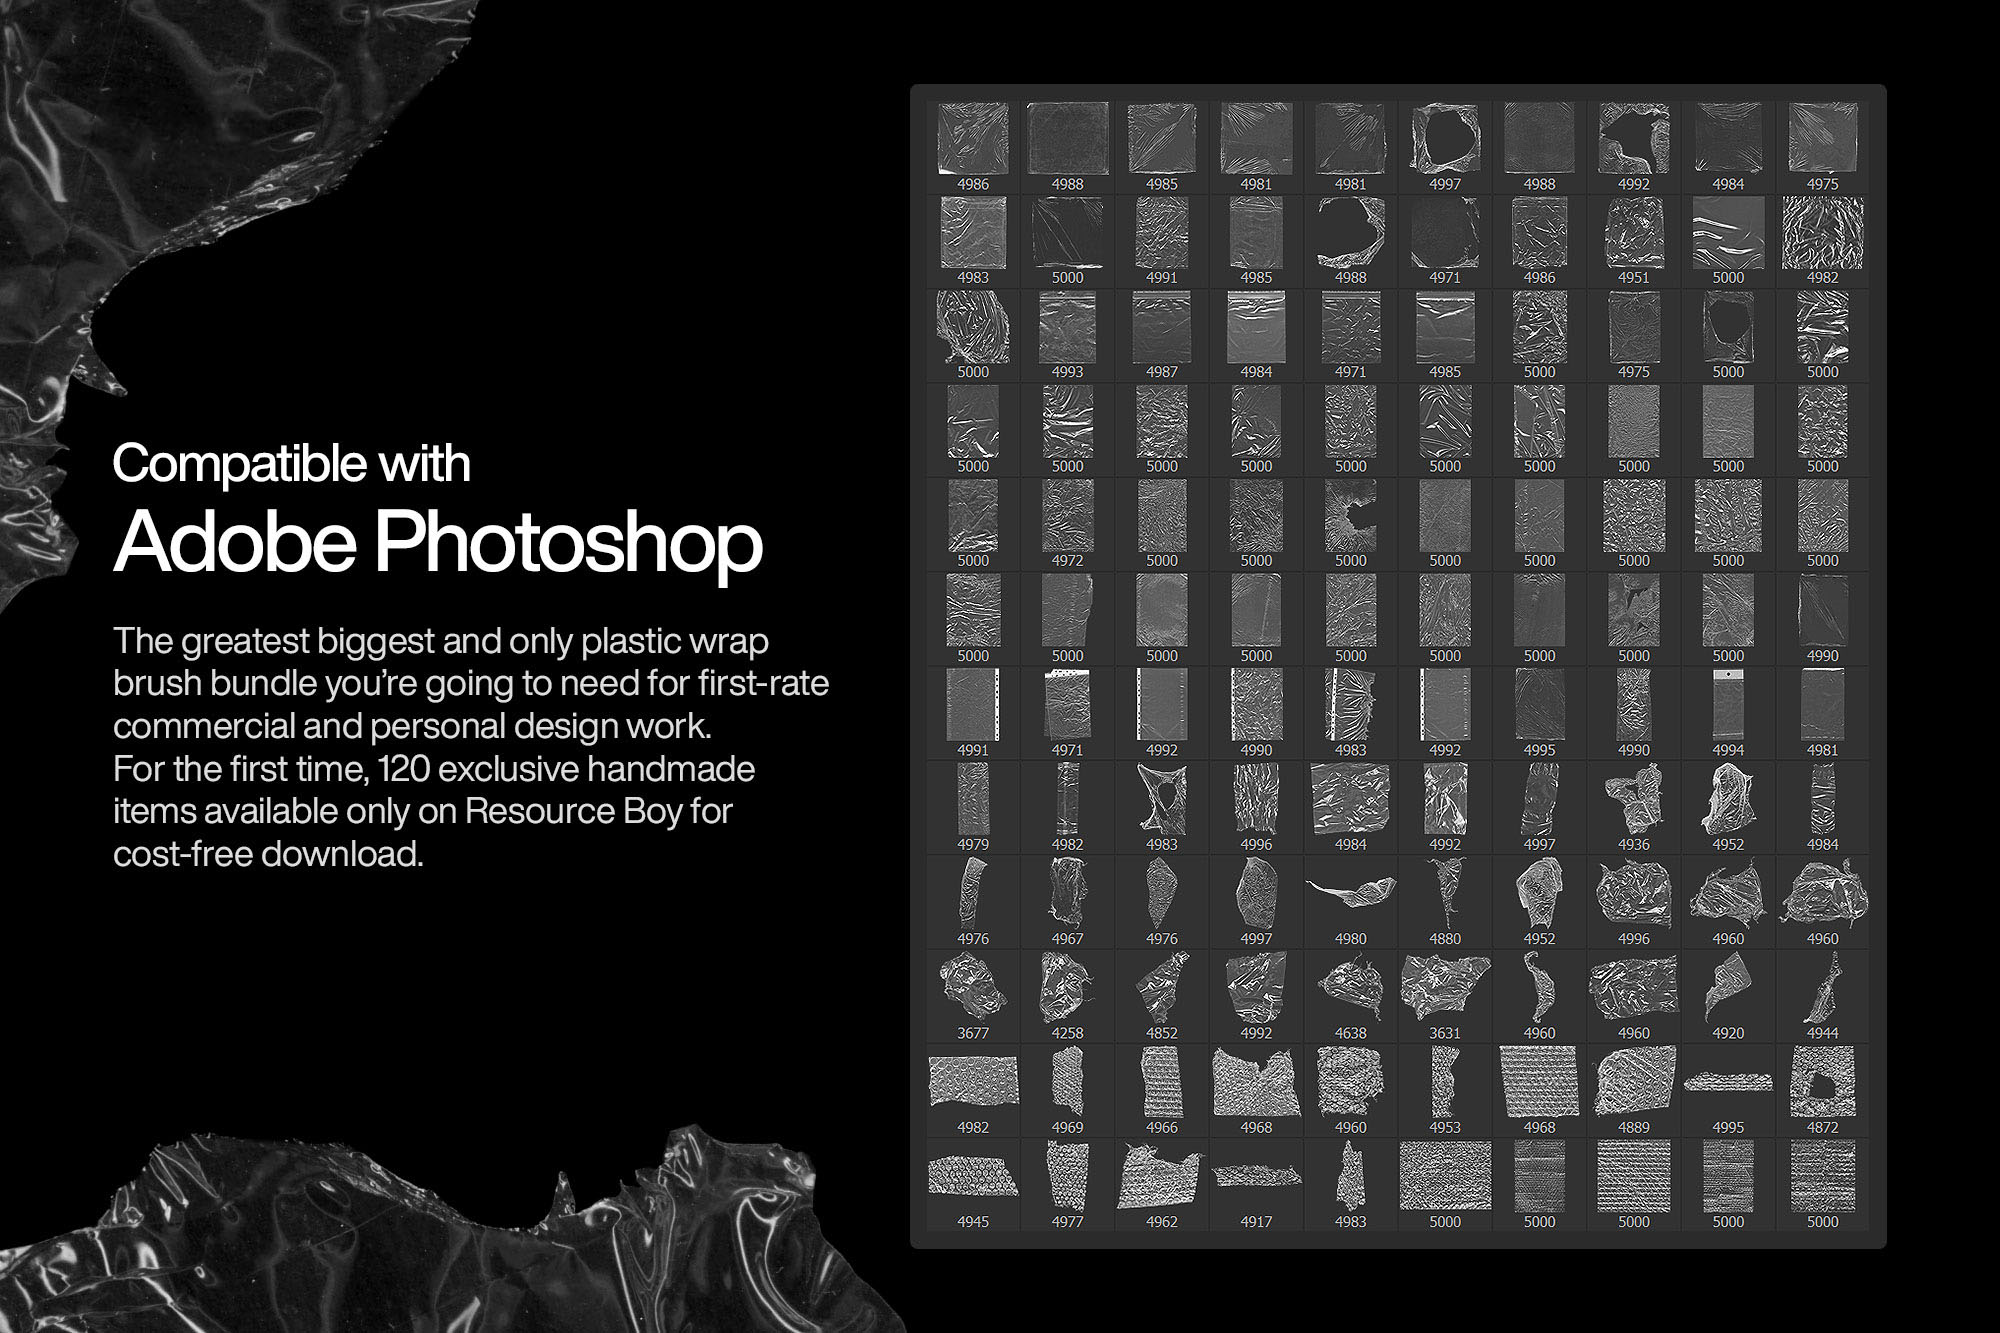 Compatible with
Adobe Photoshop
The greatest biggest and only plastic wrap
brush bundle you’re going to need for first-rate
commercial and personal design work.
For the first time, 120 exclusive handmade
items available only on Resource Boy for
cost-free download.
4986 4988 4985 4981 4981 4997 4988 4992 4984 4975
4983 5000 4991 4985 4988 4971 4986 4951 5000 4982
5000 4993 4987 4984 4971 4985 5000 4975 5000 5000
5000 5000 5000 5000 5000 5000 5000 5000 5000 5000
5000 4972 5000 5000 5000 5000 5000 5000 5000 5000
5000 5000 5000 5000 5000 5000 5000 5000 5000 4990
4991 4971 4992 4990 4983 4992 4995 4990 4994 4981
4979 4982 4983 4996 4984 4992 4997 4936 4952 4984
4976 4967 4976 4997 4980 4880 4952 4996 4960 4960
3677 4258 4852 4992 4638 3631 4960 4960 4920 4944
4982 4969 4966 4968 4960 4953 4968 4889 4995 4872
4945 4977 4962 4917 4983 5000 5000 5000 5000 5000